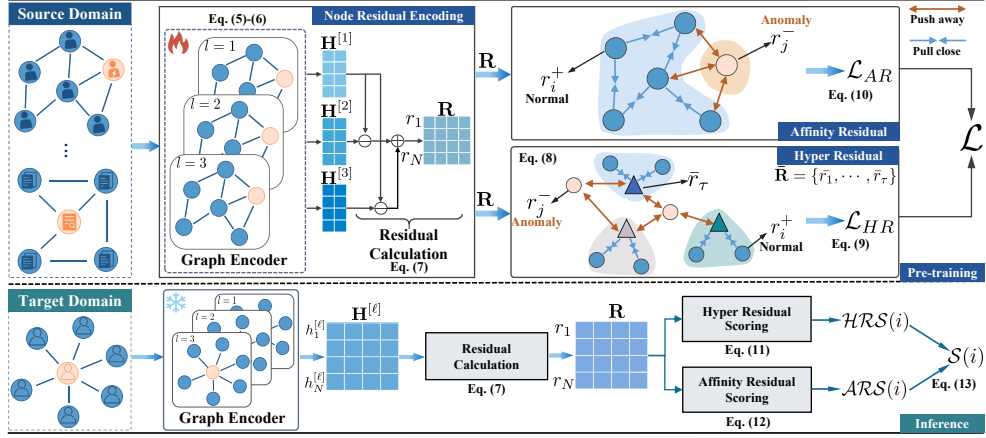 Source Domain
Eq. (5)-(6)
Node Residual Encoding
l = 1
l = 2
l = 3
Graph Encoder
H^{[1]}
H^{[2]}
H^{[3]}
R
r_1
r_N
Residual
Calculation
Eq. (7)
R
R
Anomaly
r_j^-
r_i^+
Normal
Affinity Residual
Push away
Pull close
L_{AR}
Eq. (10)
Eq. (8)
Hyper Residual
R̄ = {r̄_1, ⋯, r̄_τ}
r̄_τ
r_j^-
Anomaly
r_i^+
Normal
L_{HR}
Eq. (9)
L
Pre-training
Target Domain
l = 1
l = 2
l = 3
Graph Encoder
H^{[ℓ]}
h_1^{[ℓ]}
h_N^{[ℓ]}
Residual
Calculation
Eq. (7)
R
r_1
r_N
Hyper Residual
Scoring
Eq. (11)
Affinity Residual
Scoring
Eq. (12)
HRS(i)
ARS(i)
S(i)
Eq. (13)
Inference